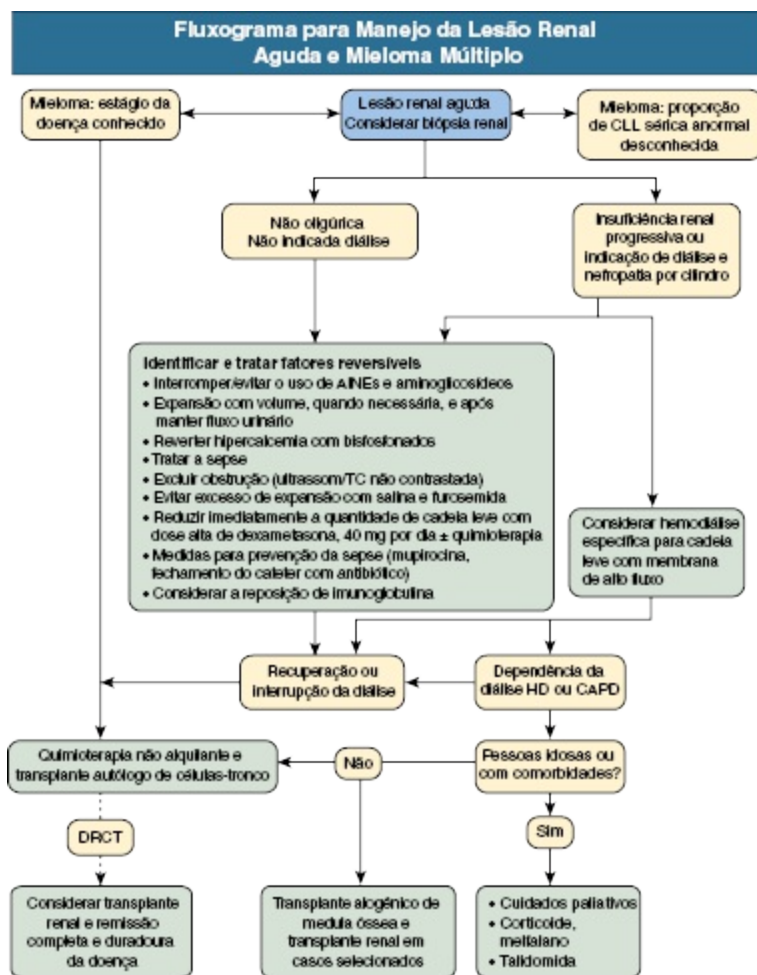 Fluxograma para Manejo da Lesão Renal
Aguda e Mieloma Múltiplo
Mieloma: estágio da
doença conhecido
Lesão renal aguda
Considerar biópsia renal
Mieloma: proporção
de CLL sérica anormal
desconhecida
Não oligúrica
Não indicada diálise
Insuficiência renal
progressiva ou
indicação de diálise e
nefropatia por cilindro
Identificar e tratar fatores reversíveis
• Interromper/evitar o uso de AINEs e aminoglicosídeos
• Expansão com volume, quando necessária, e após
manter fluxo urinário
• Reverter hipercalcemia com bisfosfonados
• Tratar a sepse
• Excluir obstrução (ultrassom/TC não contrastada)
• Evitar excesso de expansão com salina e furosemida
• Reduzir imediatamente a quantidade de cadeia leve com
dose alta de dexametasona, 40 mg por dia ± quimioterapia
• Medidas para prevenção da sepse (mupirocina,
fechamento do cateter com antibiótico)
• Considerar a reposição de imunoglobulina
Considerar hemodiálise
específica para cadeia
leve com membrana
de alto fluxo
Recuperação ou
interrupção da diálise
Dependência da
diálise HD ou CAPD
Quimioterapia não alquilante e
transplante autólogo de células-tronco
Não
Pessoas idosas ou
com comorbidades?
DRCT
Sim
Considerar transplante
renal e remissão
completa e duradoura
da doença
Transplante alogênico de
medula óssea e
transplante renal em
casos selecionados
• Cuidados paliativos
• Corticoide,
melfalano
• Talidomida